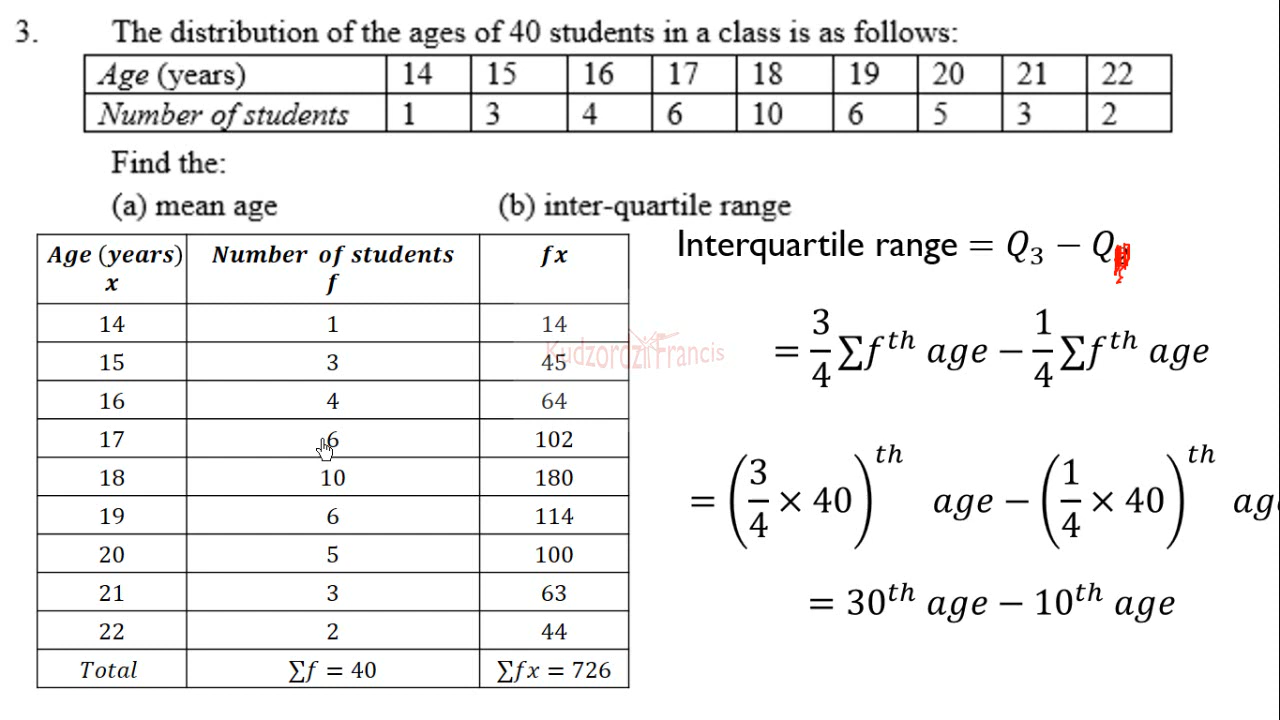 3. The distribution of the ages of 40 students in a class is as follows:
Age (years) 14 15 16 17 18 19 20 21 22
Number of students 1 3 4 6 10 6 5 3 2
Find the:
(a) mean age (b) inter-quartile range
Age (years) x Number of students f fx
14 1 14
15 3 45
16 4 64
17 6 102
18 10 180
19 6 114
20 5 100
21 3 63
22 2 44
Total ∑f = 40 ∑fx = 726
Kudzordzi Francis
Interquartile range = Q₃ − Q
= 3/4 ∑f^th age − 1/4 ∑f^th age
= (3/4 × 40)^th age − (1/4 × 40)^th ag
= 30^th age − 10^th age